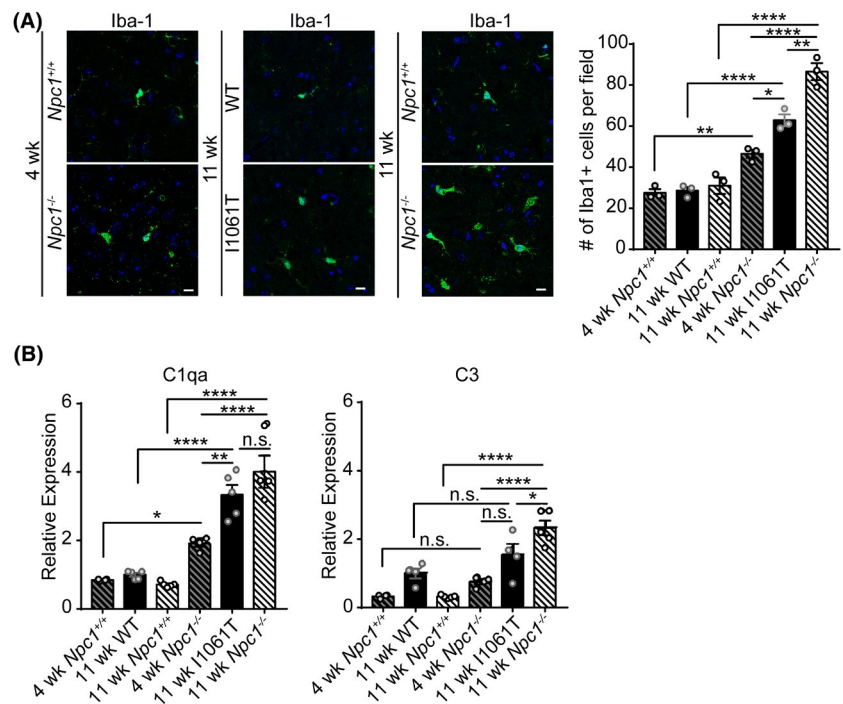 (A)
Iba-1
Iba-1
Iba-1
4 wk
Npc1+/+
Npc1-/-
11 wk
WT
I1061T
11 wk
Npc1+/+
Npc1-/-
# of Iba1+ cells per field
100
80
60
40
20
0
****
****
**
****
*
**
4 wk Npc1+/+
11 wk WT
11 wk Npc1+/+
4 wk Npc1-/-
11 wk I1061T
11 wk Npc1-/-
(B)
C1qa
Relative Expression
6
4
2
0
****
****
n.s.
****
**
*
4 wk Npc1+/+
11 wk WT
11 wk Npc1+/+
4 wk Npc1-/-
11 wk I1061T
11 wk Npc1-/-
C3
Relative Expression
6
4
2
0
****
****
n.s.
*
n.s.
n.s.
4 wk Npc1+/+
11 wk WT
11 wk Npc1+/+
4 wk Npc1-/-
11 wk I1061T
11 wk Npc1-/-